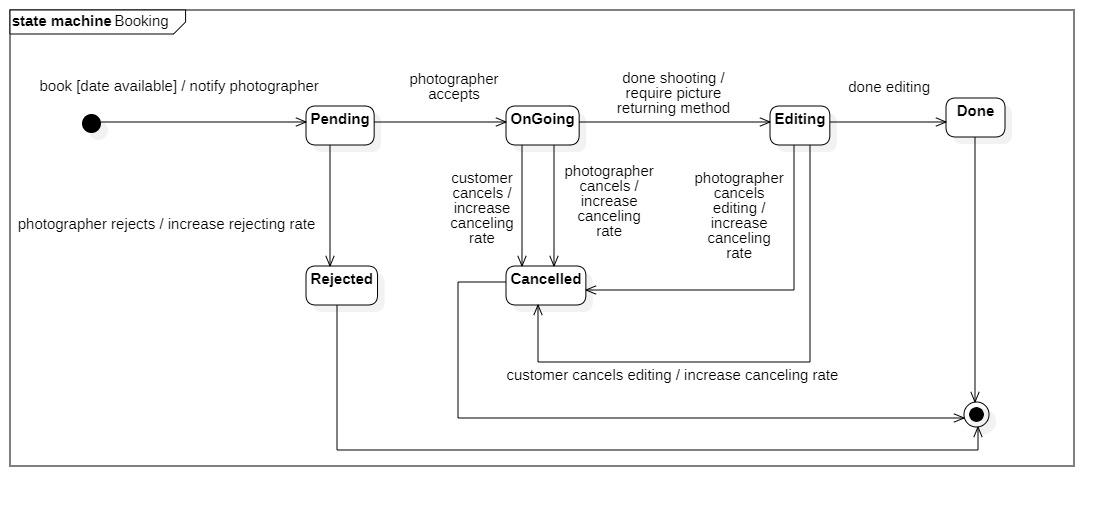 state machine Booking
book [date available] / notify photographer
photographer
accepts
done shooting /
require picture
returning method
done editing
Pending
OnGoing
Editing
Done
customer
cancels /
increase
canceling
rate
photographer
cancels /
increase
canceling
rate
photographer
cancels
editing /
increase
canceling
rate
photographer rejects / increase rejecting rate
Rejected
Cancelled
customer cancels editing / increase canceling rate